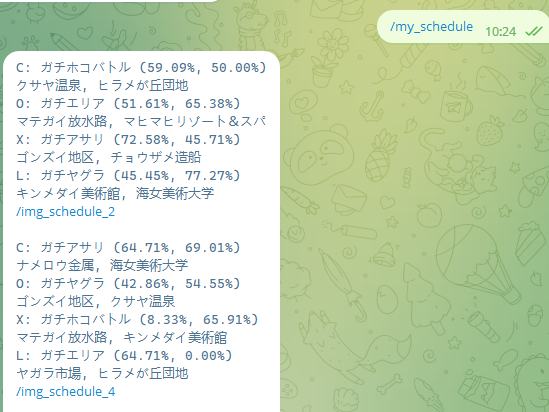 /my_schedule
10:24
C: ガチホコバトル (59.09%, 50.00%)
クサヤ温泉, ヒラメが丘団地
O: ガチエリア (51.61%, 65.38%)
マテガイ放水路, マヒマヒリゾート&スパ
X: ガチアサリ (72.58%, 45.71%)
ゴンズイ地区, チョウザメ造船
L: ガチヤグラ (45.45%, 77.27%)
キンメダイ美術館, 海女美術大学
/img_schedule_2
C: ガチアサリ (64.71%, 69.01%)
ナメロウ金属, 海女美術大学
O: ガチヤグラ (42.86%, 54.55%)
ゴンズイ地区, クサヤ温泉
X: ガチホコバトル (8.33%, 65.91%)
マテガイ放水路, キンメダイ美術館
L: ガチエリア (64.71%, 0.00%)
ヤガラ市場, ヒラメが丘団地
/img_schedule_4